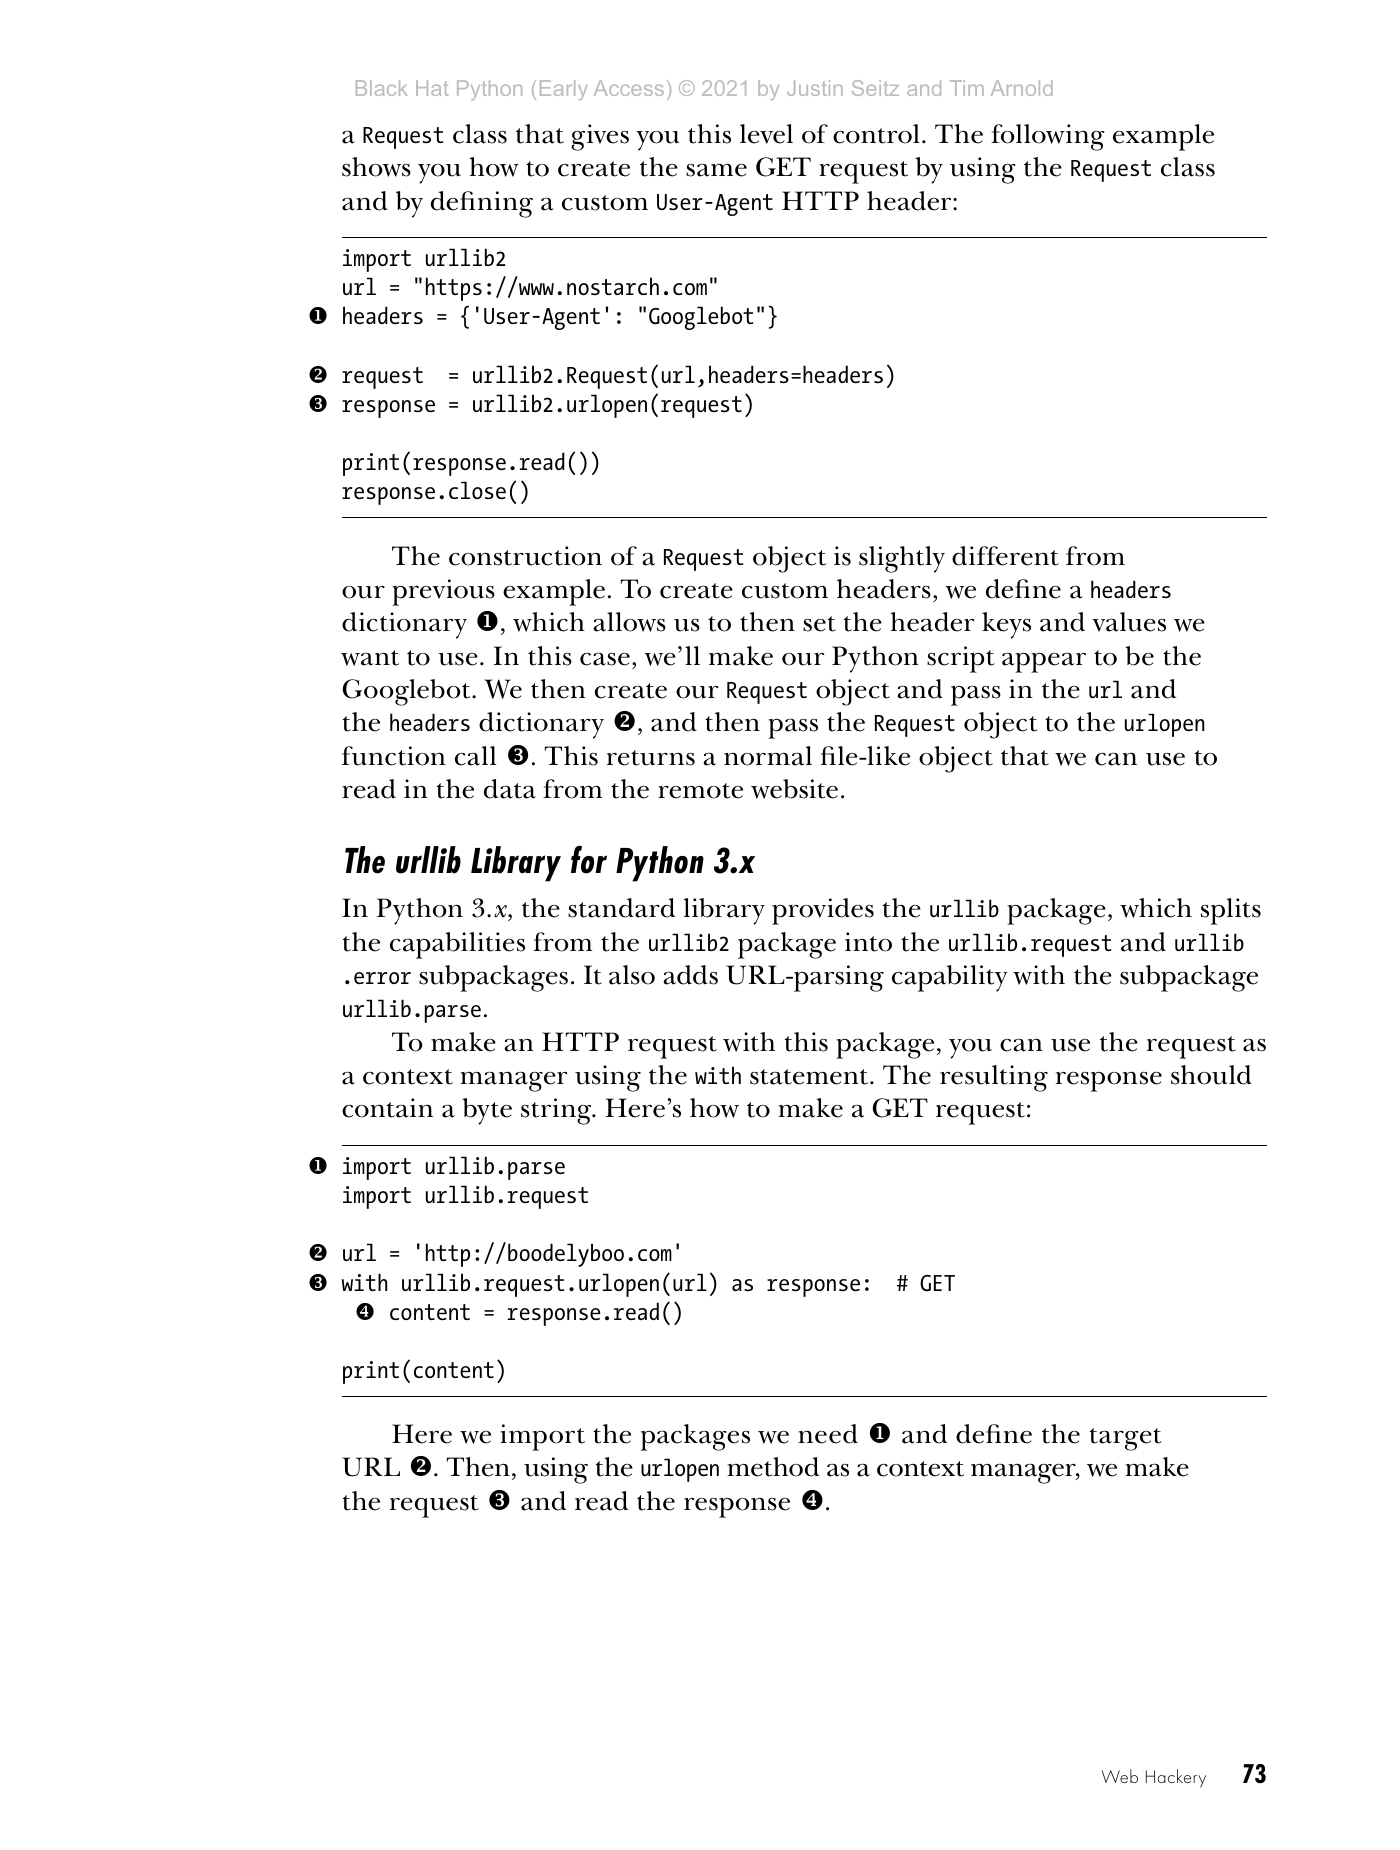 Black Hat Python (Early Access) © 2021 by Justin Seitz and Tim Arnold
a Request class that gives you this level of control. The following example
shows you how to create the same GET request by using the Request class
and by defining a custom User-Agent HTTP header:
import urllib2
url = "https://www.nostarch.com"
❶ headers = {'User-Agent': "Googlebot"}
❷ request  = urllib2.Request(url,headers=headers)
❸ response = urllib2.urlopen(request)
print(response.read())
response.close()
The construction of a Request object is slightly different from
our previous example. To create custom headers, we define a headers
dictionary ❶, which allows us to then set the header keys and values we
want to use. In this case, we’ll make our Python script appear to be the
Googlebot. We then create our Request object and pass in the url and
the headers dictionary ❷, and then pass the Request object to the urlopen
function call ❸. This returns a normal file-like object that we can use to
read in the data from the remote website.
The urllib Library for Python 3.x
In Python 3.x, the standard library provides the urllib package, which splits
the capabilities from the urllib2 package into the urllib.request and urllib
.error subpackages. It also adds URL-parsing capability with the subpackage
urllib.parse.
To make an HTTP request with this package, you can use the request as
a context manager using the with statement. The resulting response should
contain a byte string. Here’s how to make a GET request:
❶ import urllib.parse
import urllib.request
❷ url = 'http://boodelyboo.com'
❸ with urllib.request.urlopen(url) as response:  # GET
❹ content = response.read()
print(content)
Here we import the packages we need ❶ and define the target
URL ❷. Then, using the urlopen method as a context manager, we make
the request ❸ and read the response ❹.
Web Hackery 73